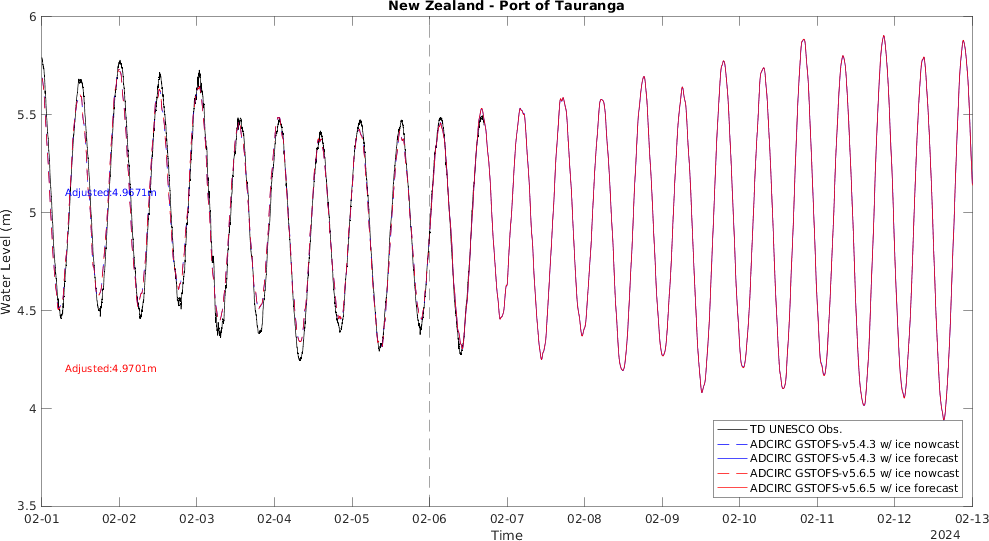 New Zealand - Port of Tauranga
6
5.5
5
4.5
4
3.5
Water Level (m)
Adjusted:4.9671m
Adjusted:4.9701m
TD UNESCO Obs.
ADCIRC GSTOFS-v5.4.3 w/ ice nowcast
ADCIRC GSTOFS-v5.4.3 w/ ice forecast
ADCIRC GSTOFS-v5.6.5 w/ ice nowcast
ADCIRC GSTOFS-v5.6.5 w/ ice forecast
02-01 02-02 02-03 02-04 02-05 02-06 02-07 02-08 02-09 02-10 02-11 02-12 02-13
Time
2024